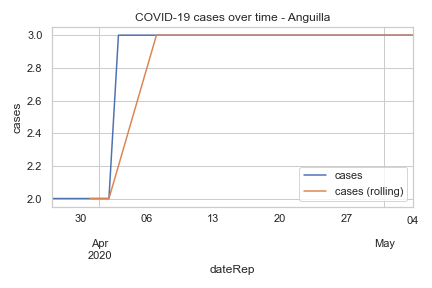 COVID-19 cases over time - Anguilla
3.0
2.8
2.6
2.4
2.2
2.0
cases
cases
cases (rolling)
30 06 13 20 27 04
Apr May
2020
dateRep